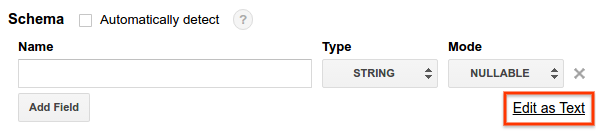 Schema Automatically detect ?
Name Type Mode
STRING NULLABLE
Add Field Edit as Text